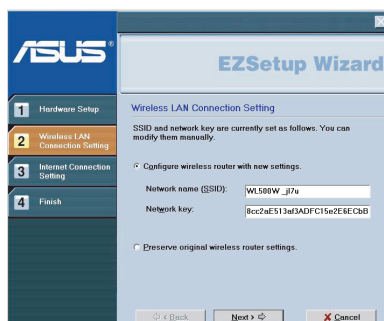 ASUS®
EZSetup Wizard
1 Hardware Setup
2 Wireless LAN
Connection Setting
3 Internet Connection
Setting
4 Finish
Wireless LAN Connection Setting
SSID and network key are currently set as follows. You can
modify them manually.
Configure wireless router with new settings.
Network name (SSID): WL500W_jl7u
Network key: 8cc2aE513af3ADFC15e2E6ECbB
Preserve original wireless router settings.
< Back
Next >
Cancel